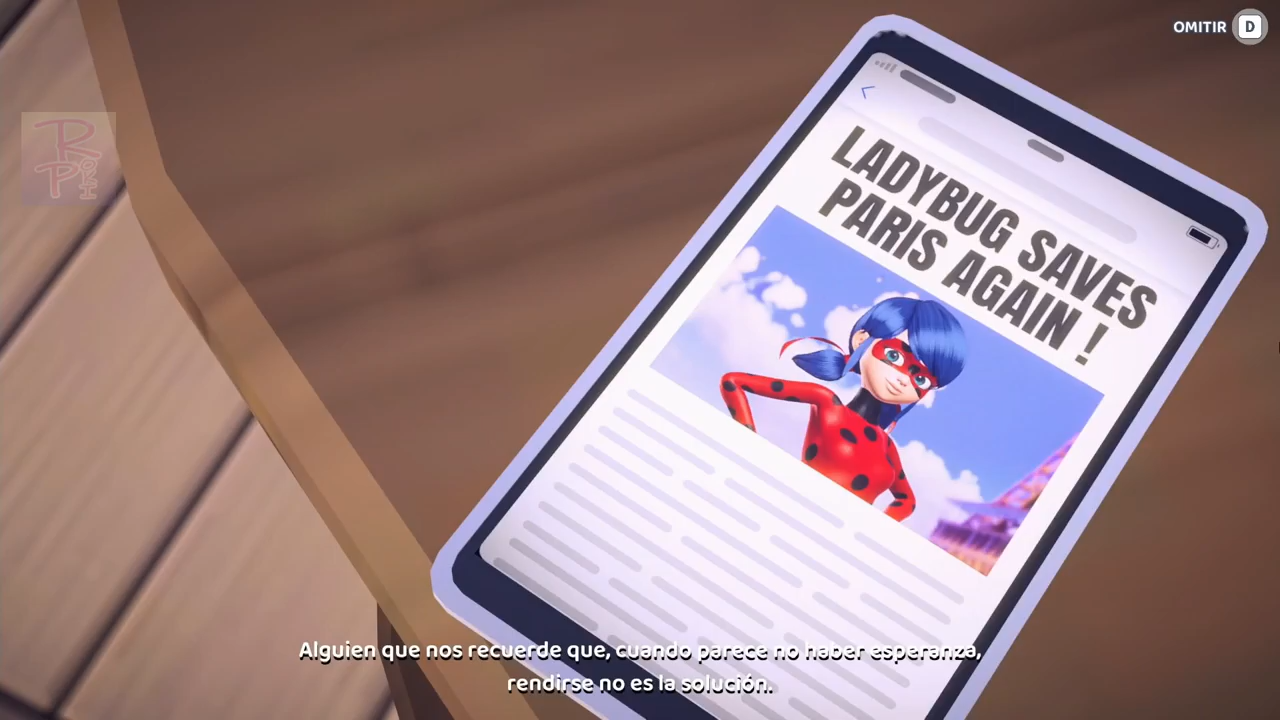 OMITIR D
R
Poli
LADYBUG SAVES
PARIS AGAIN !
Alguien que nos recuerde que, cuando parece no haber esperanza,
rendirse no es la solución.